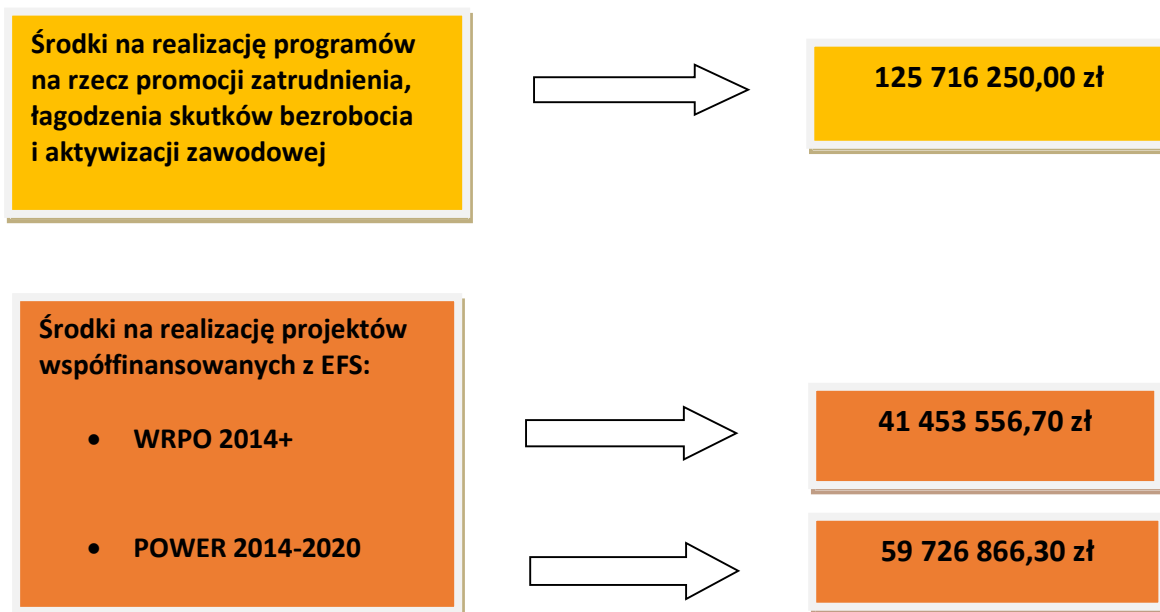 Środki na realizację programów
na rzecz promocji zatrudnienia,
łagodzenia skutków bezrobocia
i aktywizacji zawodowej
125 716 250,00 zł
Środki na realizację projektów
współfinansowanych z EFS:
• WRPO 2014+
41 453 556,70 zł
• POWER 2014-2020
59 726 866,30 zł